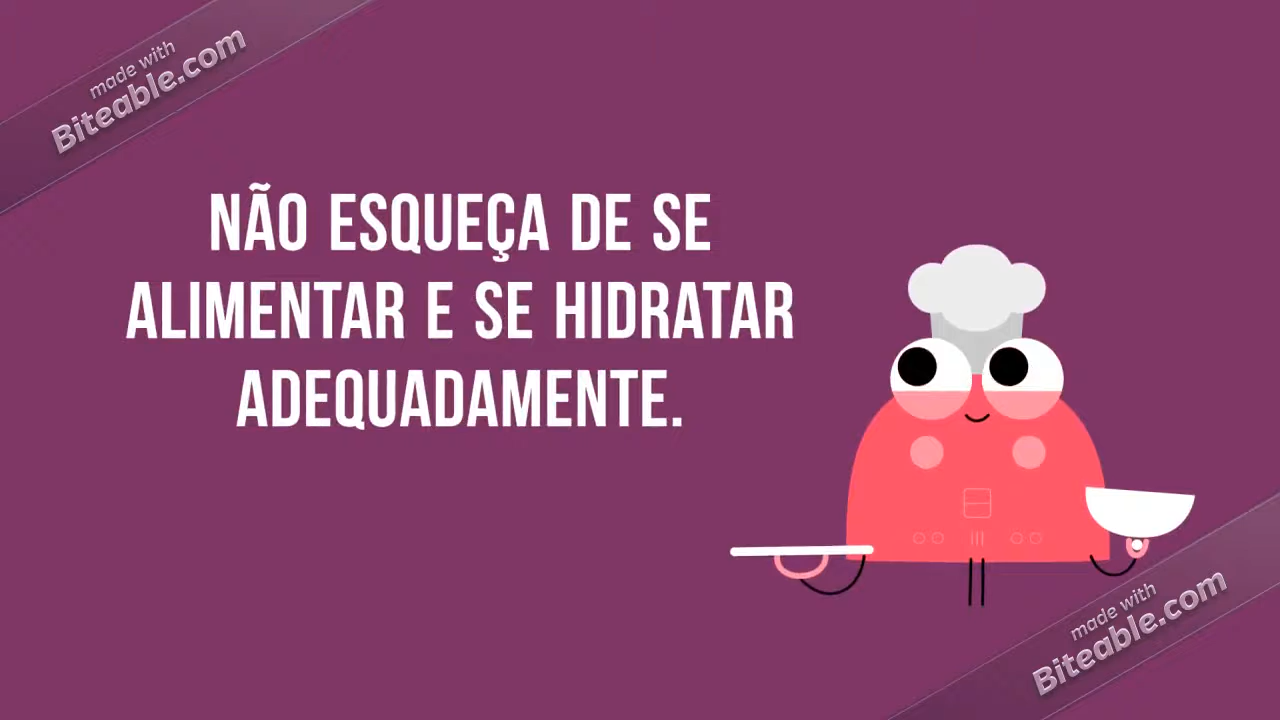 made with
Biteable.com
NÃO ESQUEÇA DE SE
ALIMENTAR E SE HIDRATAR
ADEQUADAMENTE.
made with
Biteable.com